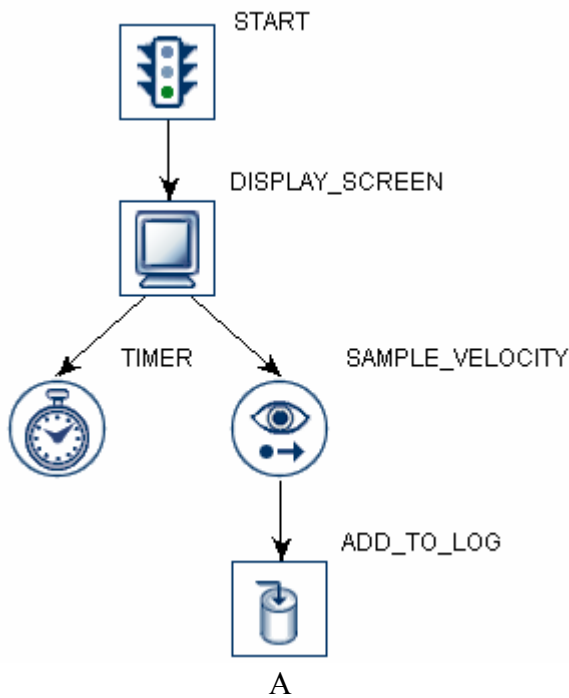 START
DISPLAY_SCREEN
TIMER
SAMPLE_VELOCITY
ADD_TO_LOG
A